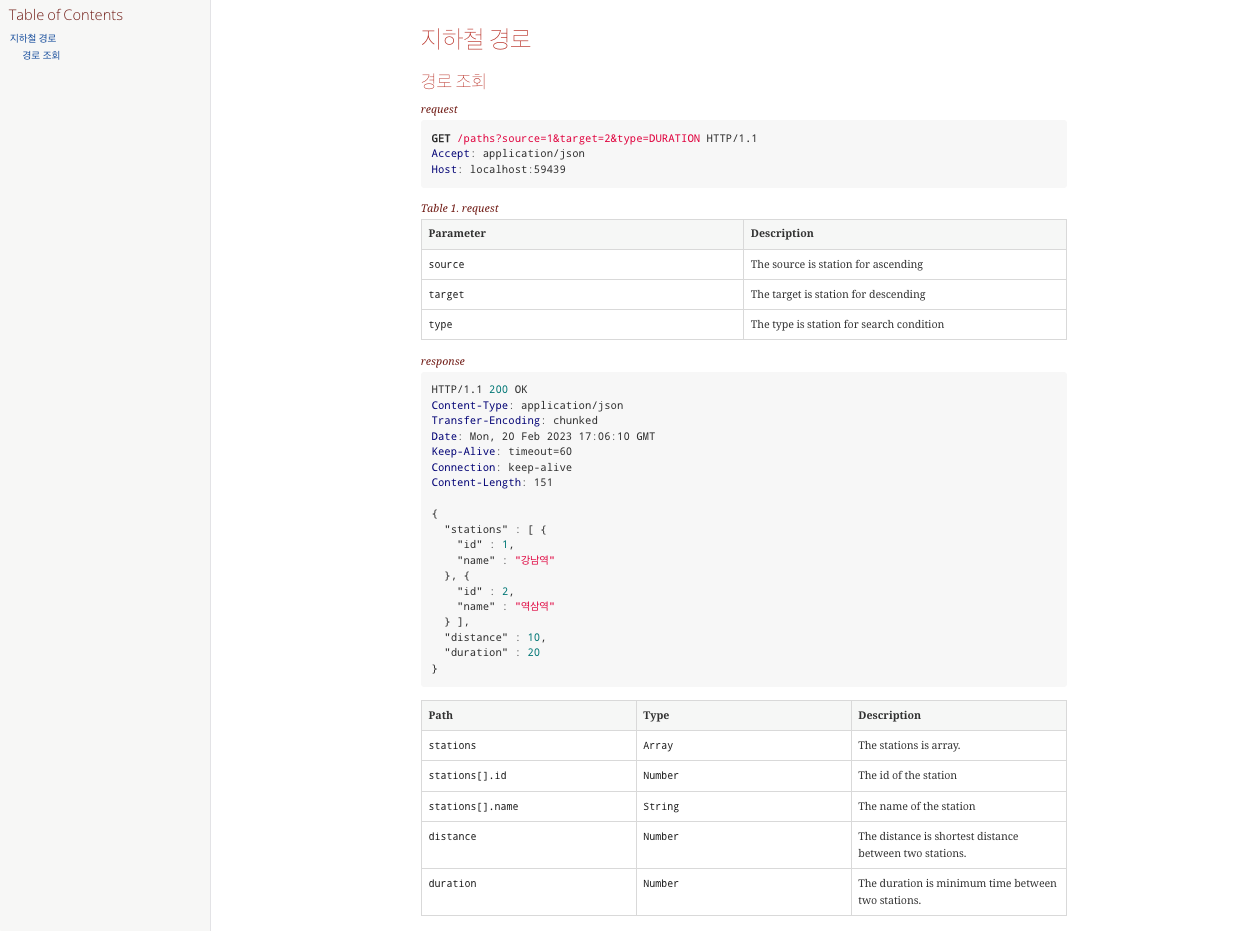 Table of Contents
지하철 경로
경로 조회
지하철 경로
경로 조회
request
GET /paths?source=1&target=2&type=DURATION HTTP/1.1
Accept: application/json
Host: localhost:59439
Table 1. request
Parameter Description
source The source is station for ascending
target The target is station for descending
type The type is station for search condition
response
HTTP/1.1 200 OK
Content-Type: application/json
Transfer-Encoding: chunked
Date: Mon, 20 Feb 2023 17:06:10 GMT
Keep-Alive: timeout=60
Connection: keep-alive
Content-Length: 151
{
"stations" : [ {
"id" : 1,
"name" : "강남역"
}, {
"id" : 2,
"name" : "역삼역"
} ],
"distance" : 10,
"duration" : 20
}
Path Type Description
stations Array The stations is array.
stations[].id Number The id of the station
stations[].name String The name of the station
distance Number The distance is shortest distance
between two stations.
duration Number The duration is minimum time between
two stations.